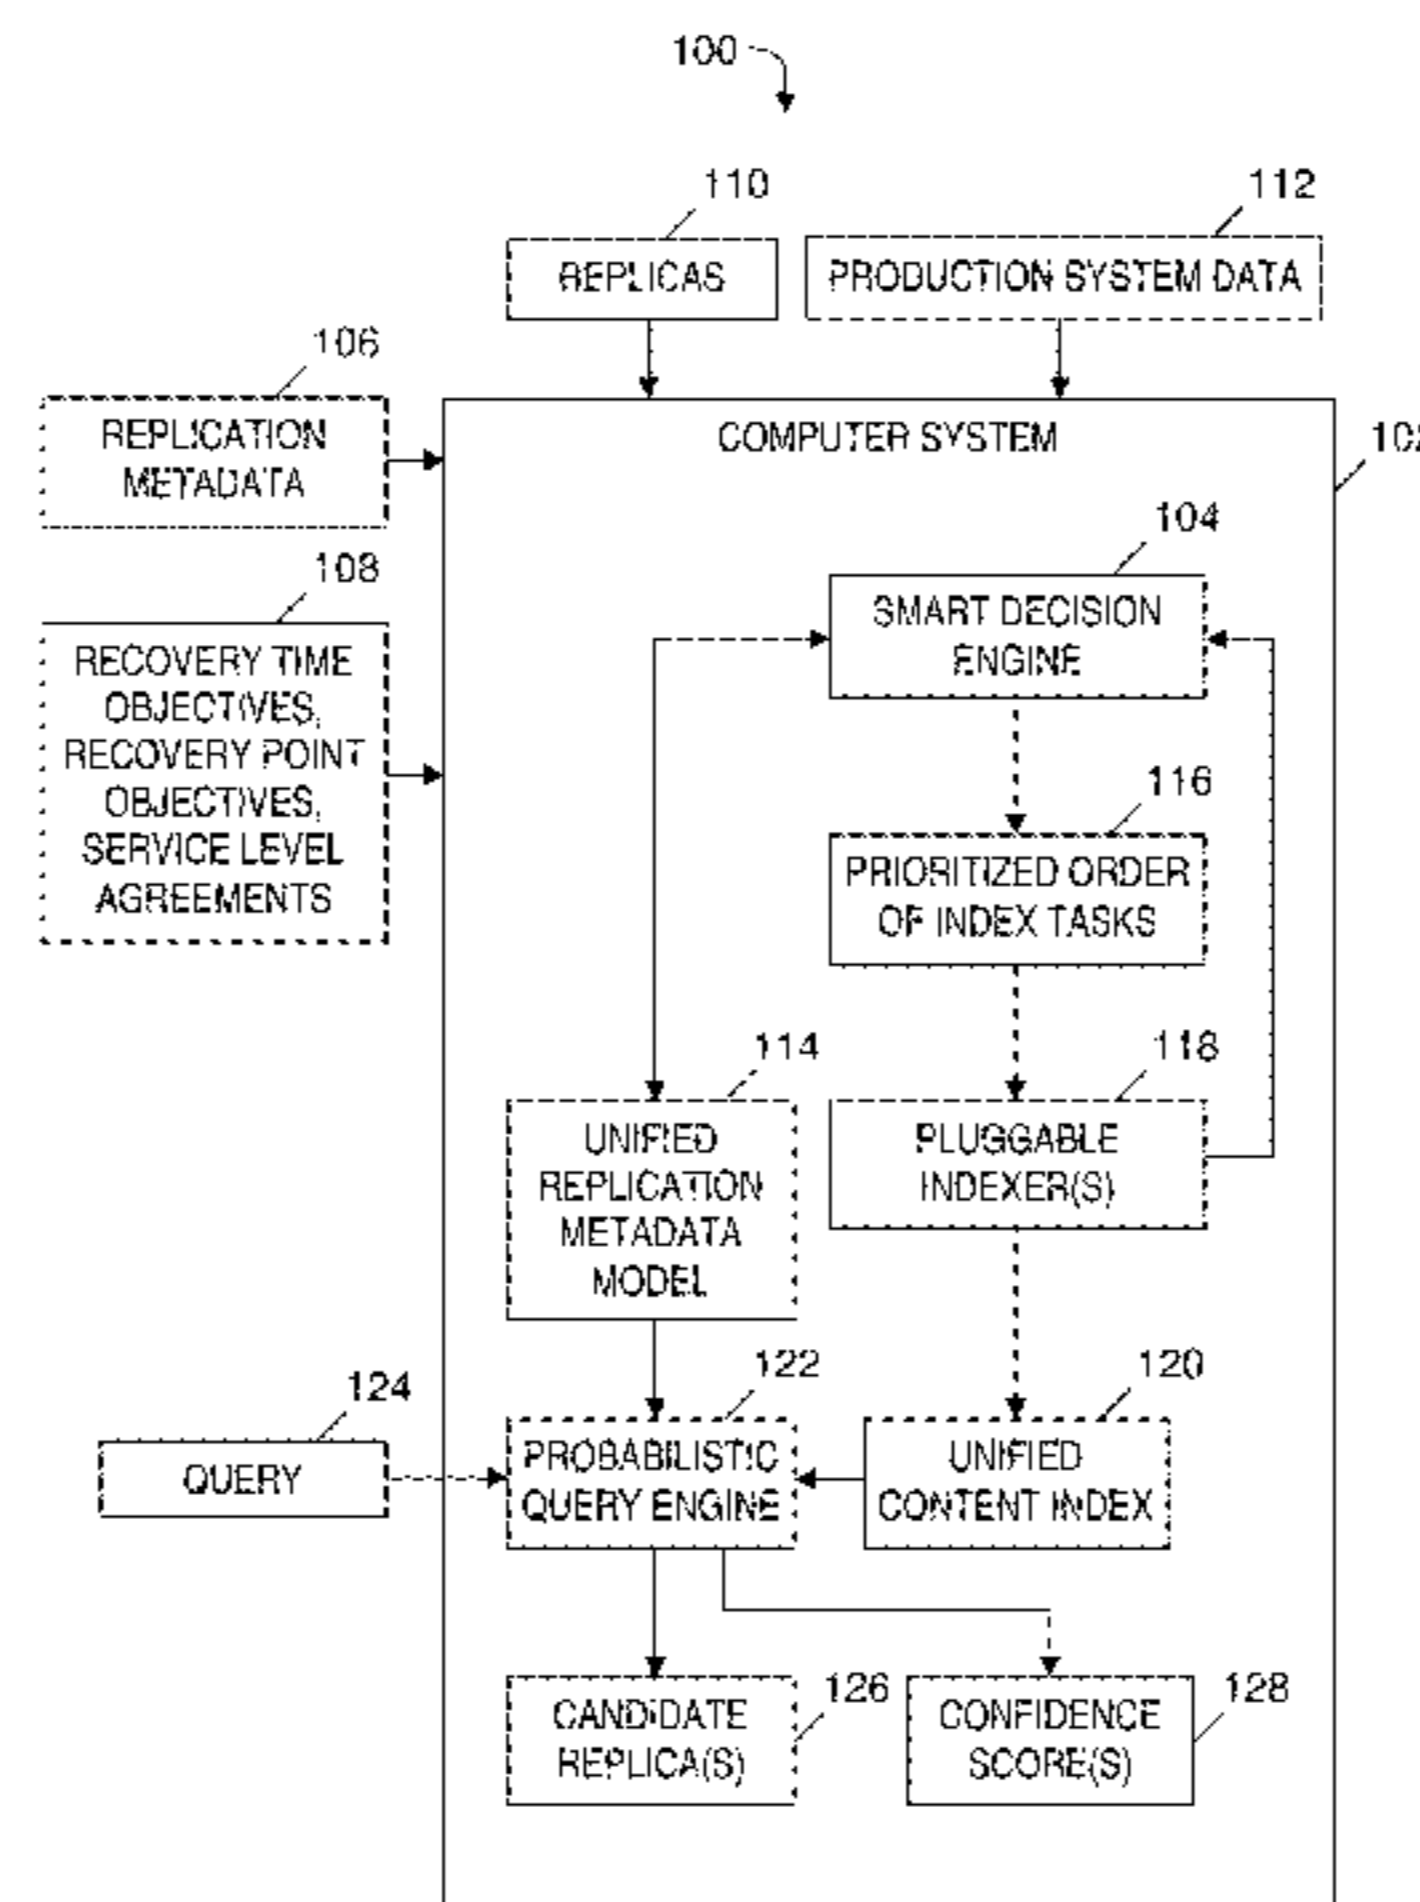 100
110
112
REPLICAS
PRODUCTION SYSTEM DATA
106
REPLICATION
METADATA
COMPUTER SYSTEM
104
108
SMART DECISION
ENGINE
RECOVERY TIME
OBJECTIVES,
RECOVERY POINT
OBJECTIVES,
SERVICE LEVEL
AGREEMENTS
116
PRIORITIZED ORDER
OF INDEX TASKS
114
118
UNIFIED
REPLICATION
METADATA
MODEL
PLUGGABLE
INDEXER(S)
124
122
120
QUERY
PROBABILISTIC
QUERY ENGINE
UNIFIED
CONTENT INDEX
CANDIDATE
REPLICA(S)
126
CONFIDENCE
SCORE(S)
128